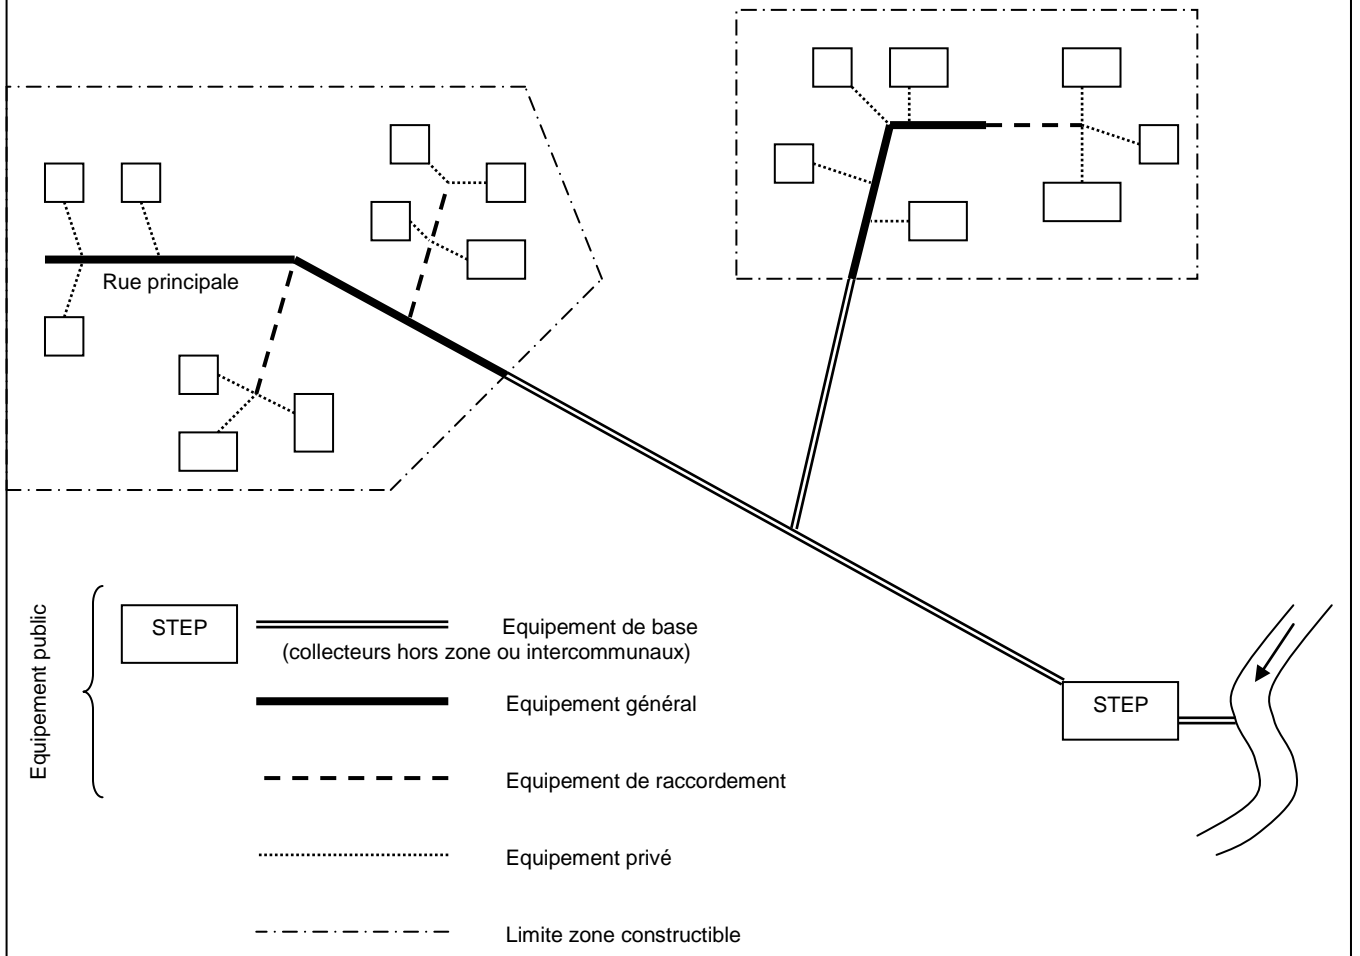 Rue principale
Equipement public
STEP
Equipement de base
(collecteurs hors zone ou intercommunaux)
STEP
Equipement général
Equipement de raccordement
Equipement privé
Limite zone constructible